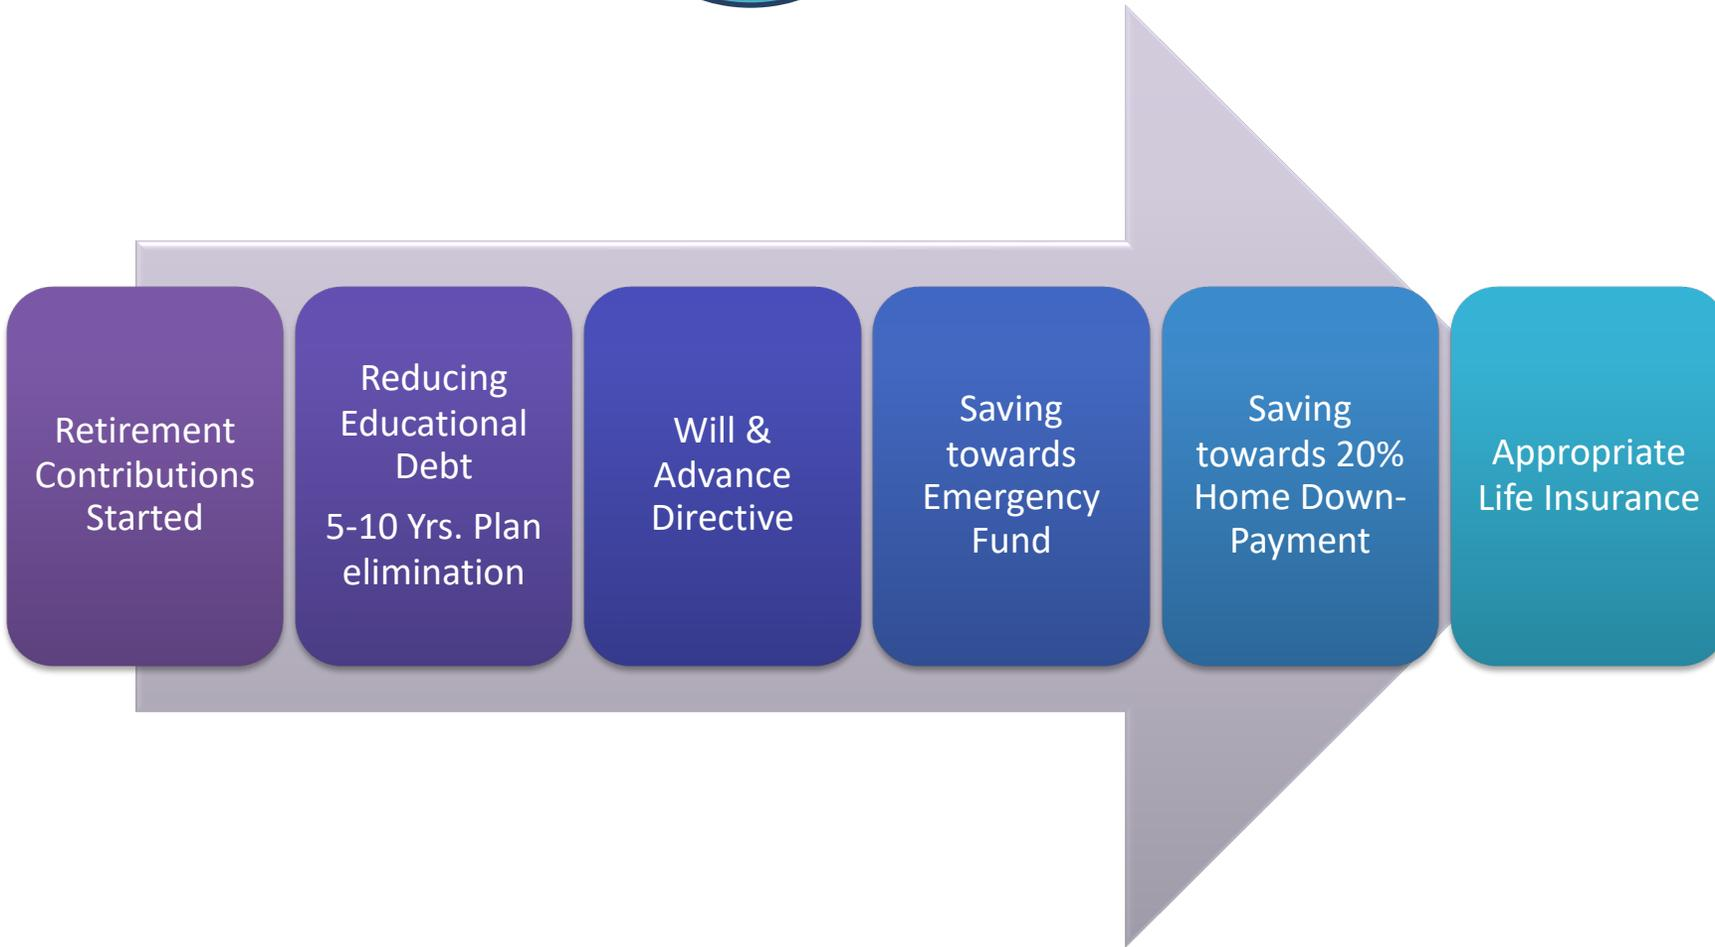 Retirement
Contributions
Started
Reducing
Educational
Debt
5-10 Yrs. Plan
elimination
Will &
Advance
Directive
Saving
towards
Emergency
Fund
Saving
towards 20%
Home Down-
Payment
Appropriate
Life Insurance